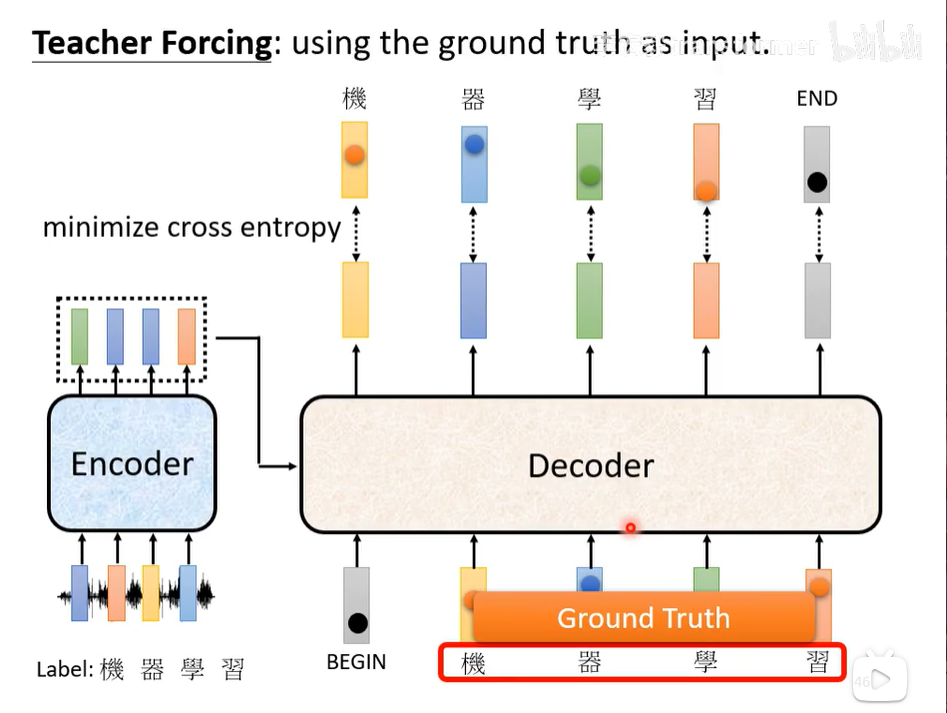 Teacher Forcing: using the ground truth as input.
機 器 學 習 END
minimize cross entropy
Encoder
Decoder
Ground Truth
BEGIN
機 器 學 習
Label: 機 器 學 習